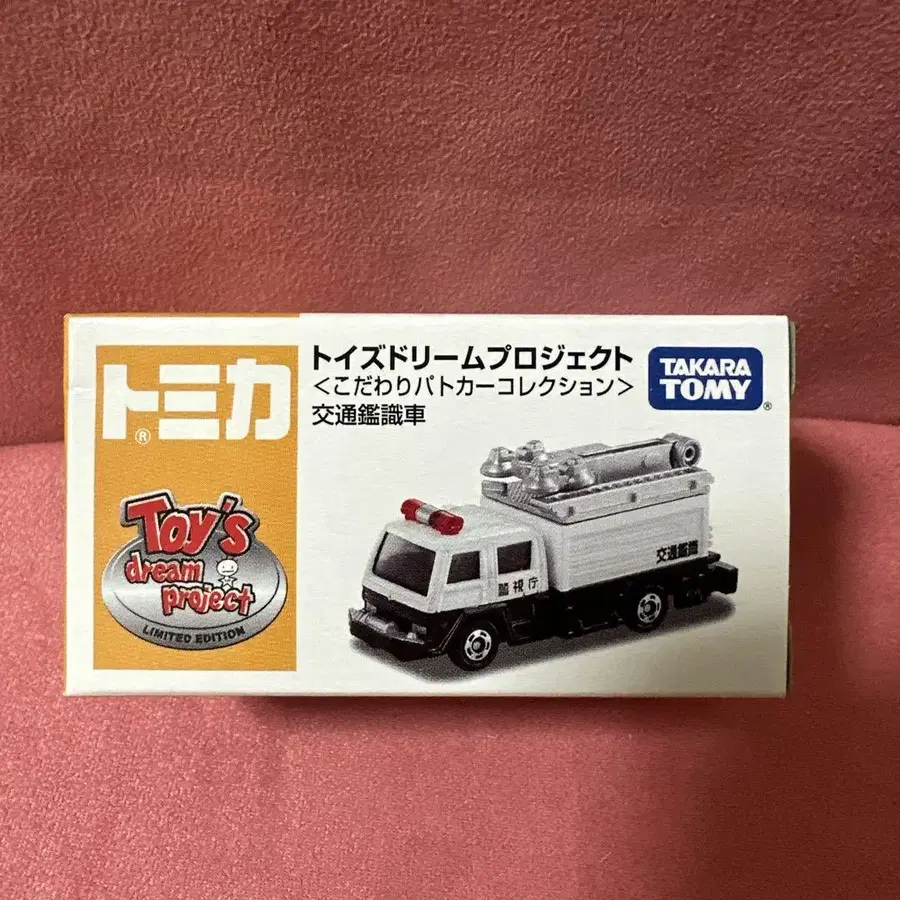 トミカ
®
Toy's
dream
project
LIMITED EDITION
トイズドリームプロジェクト
<こだわりパトカーコレクション>
交通鑑識車
TAKARA
TOMY®
警視庁
交通鑑識